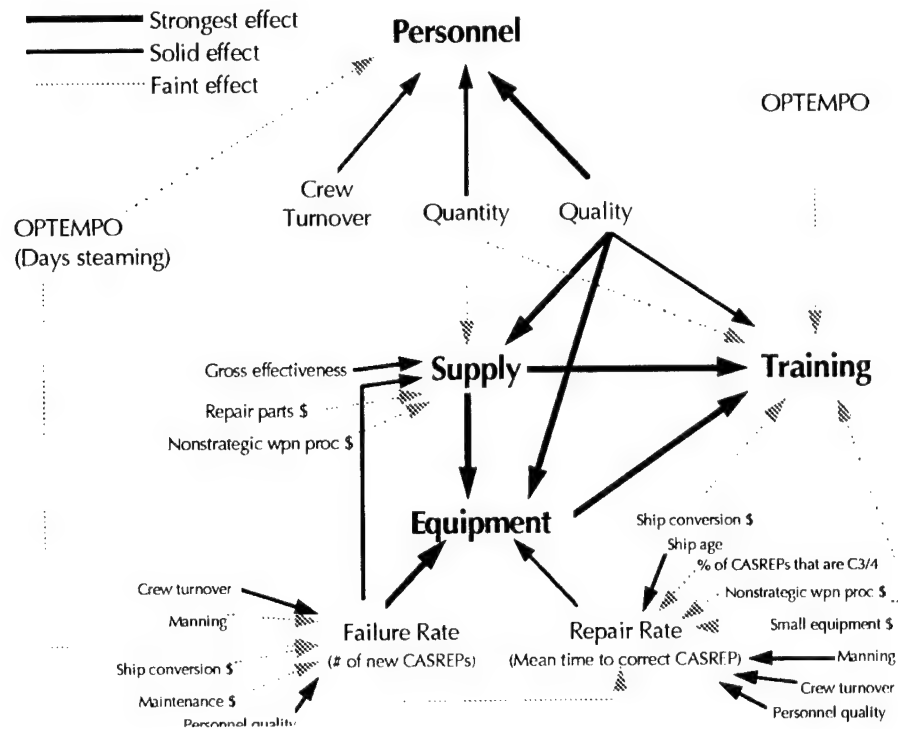 Strongest effect
Solid effect
Faint effect
Personnel
OPTEMPO
Crew
Turnover
Quantity
Quality
OPTEMPO
(Days steaming)
Gross effectiveness
Supply
Training
Repair parts $
Nonstrategic wpn proc $
Equipment
Ship conversion $
Ship age
% of CASREPs that are C3/4
Crew turnover
Nonstrategic wpn proc $
Manning
Failure Rate
(# of new CASREPs)
Repair Rate
(Mean time to correct CASREP)
Small equipment $
Manning
Ship conversion $
Crew turnover
Maintenance $
Personnel quality
Personnel quality